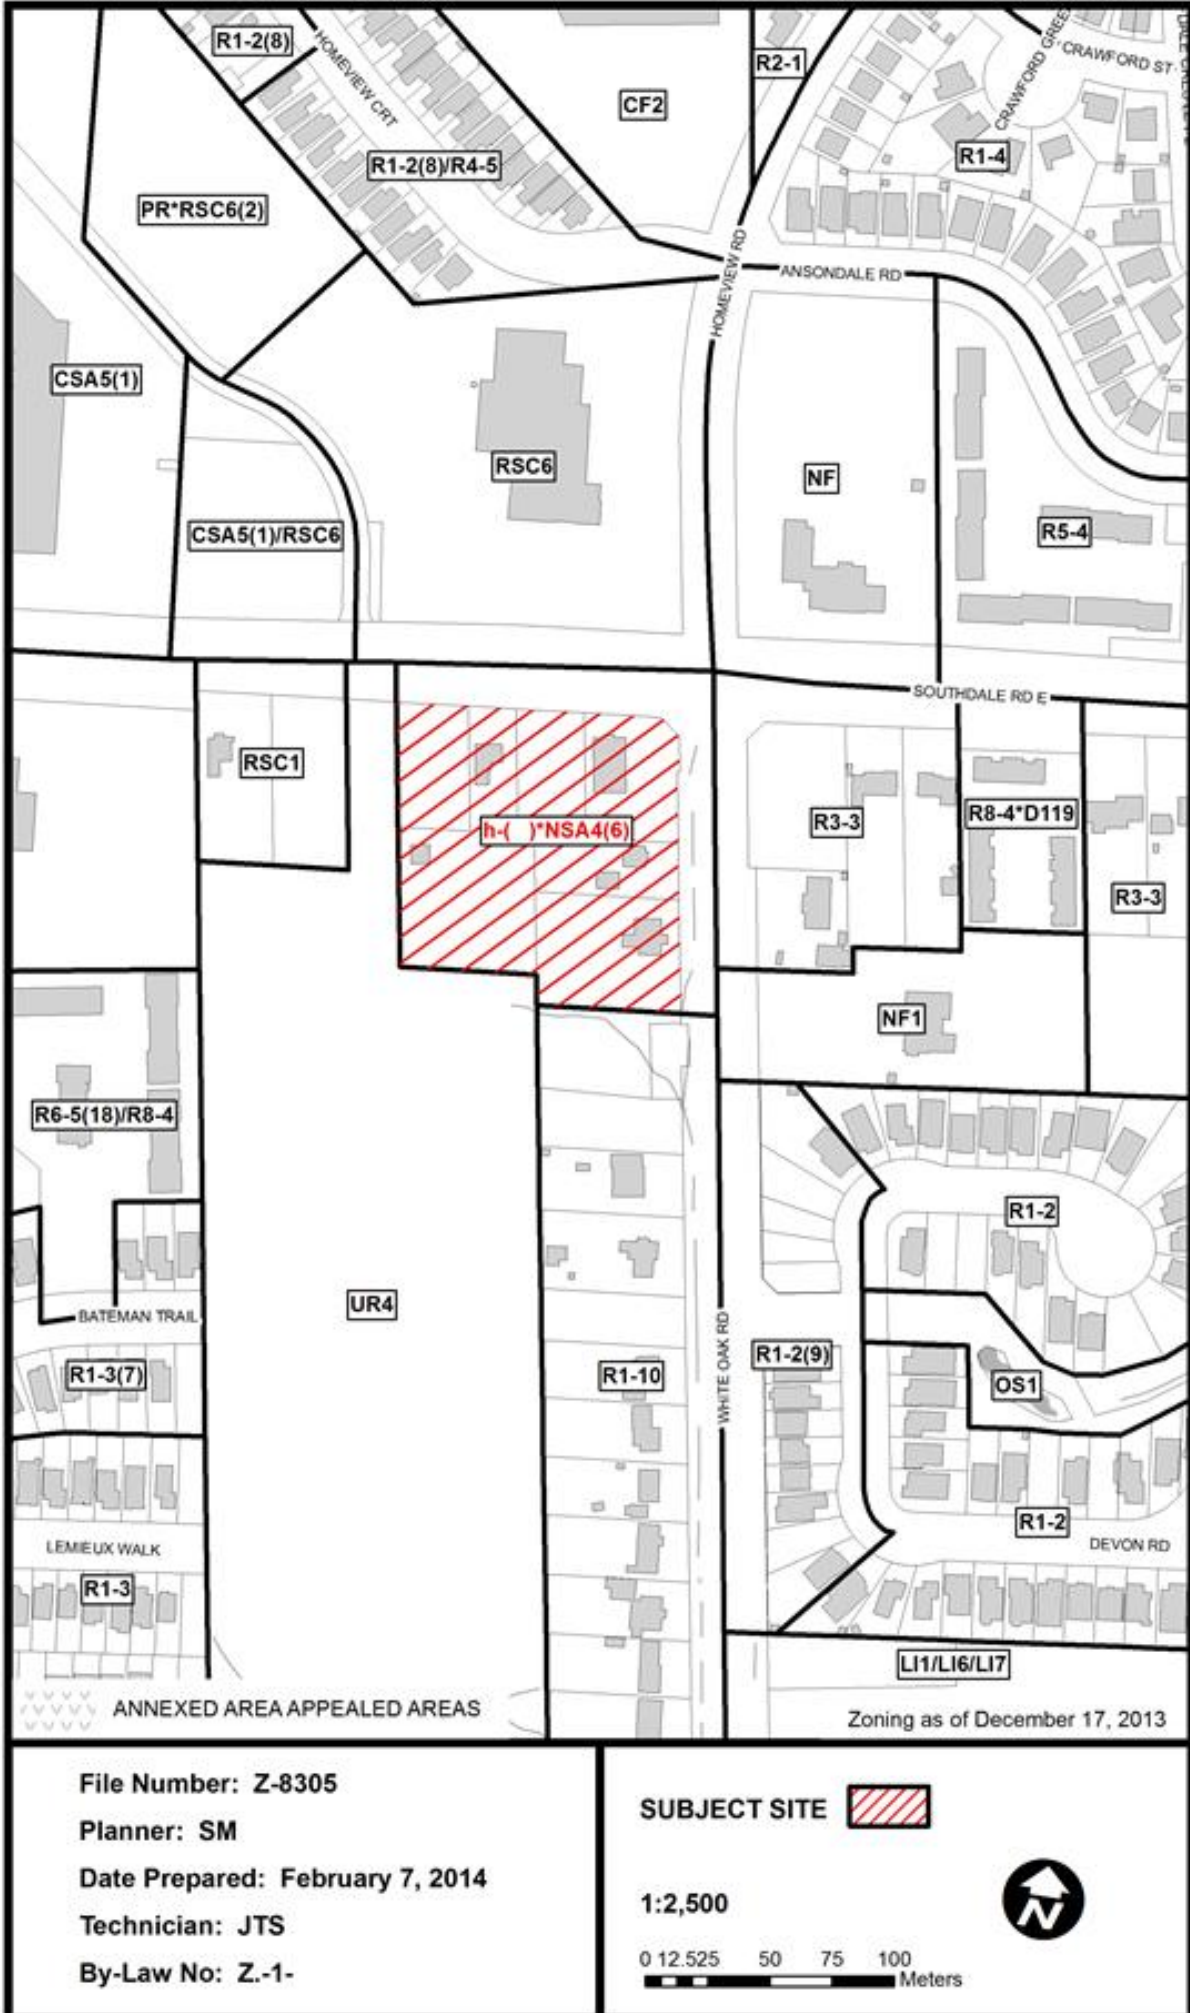 R1-2(8)
HOMEVIEW CRT
CF2
R2-1
CRAWFORD GREEN
CRAWFORD ST
R1-4
R1-2(8)/R4-5
PR*RSC6(2)
HOMEVIEW RD
ANSONDALE RD
CSA5(1)
RSC6
NF
CSA5(1)/RSC6
R5-4
SOUTHDALE RD E
RSC1
h-( )*NSA4(6)
R3-3
R8-4*D119
R3-3
NF1
R6-5(18)/R8-4
R1-2
UR4
BATEMAN TRAIL
WHITE OAK RD
R1-2(9)
R1-3(7)
R1-10
OS1
R1-2
DEVON RD
LEMIEUX WALK
R1-3
LI1/LI6/LI7
ANNEXED AREA APPEALED AREAS
Zoning as of December 17, 2013
File Number: Z-8305
Planner: SM
Date Prepared: February 7, 2014
Technician: JTS
By-Law No: Z.-1-
SUBJECT SITE
1:2,500
N
0 12.525 50 75 100
Meters